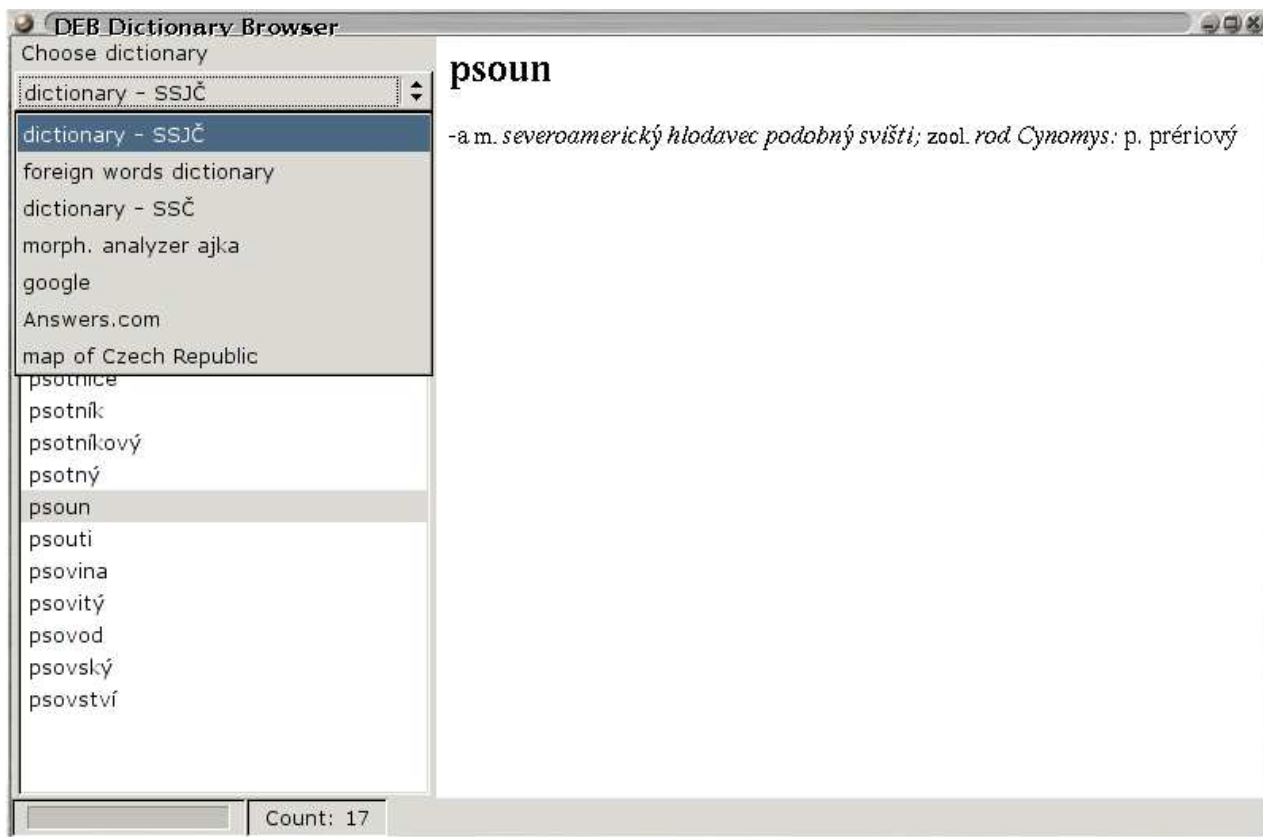 DEB Dictionary Browser
Choose dictionary
dictionary - SSJČ
dictionary - SSJČ
foreign words dictionary
dictionary - SSČ
morph. analyzer ajka
google
Answers.com
map of Czech Republic
psotnice
psotník
psotníkový
psotný
psoun
psouti
psovina
psovitý
psovod
psovský
psovství
Count: 17
psoun
-a m. severoamerický hlodavec podobný svišti; zool. rod Cynomys: p. prériový